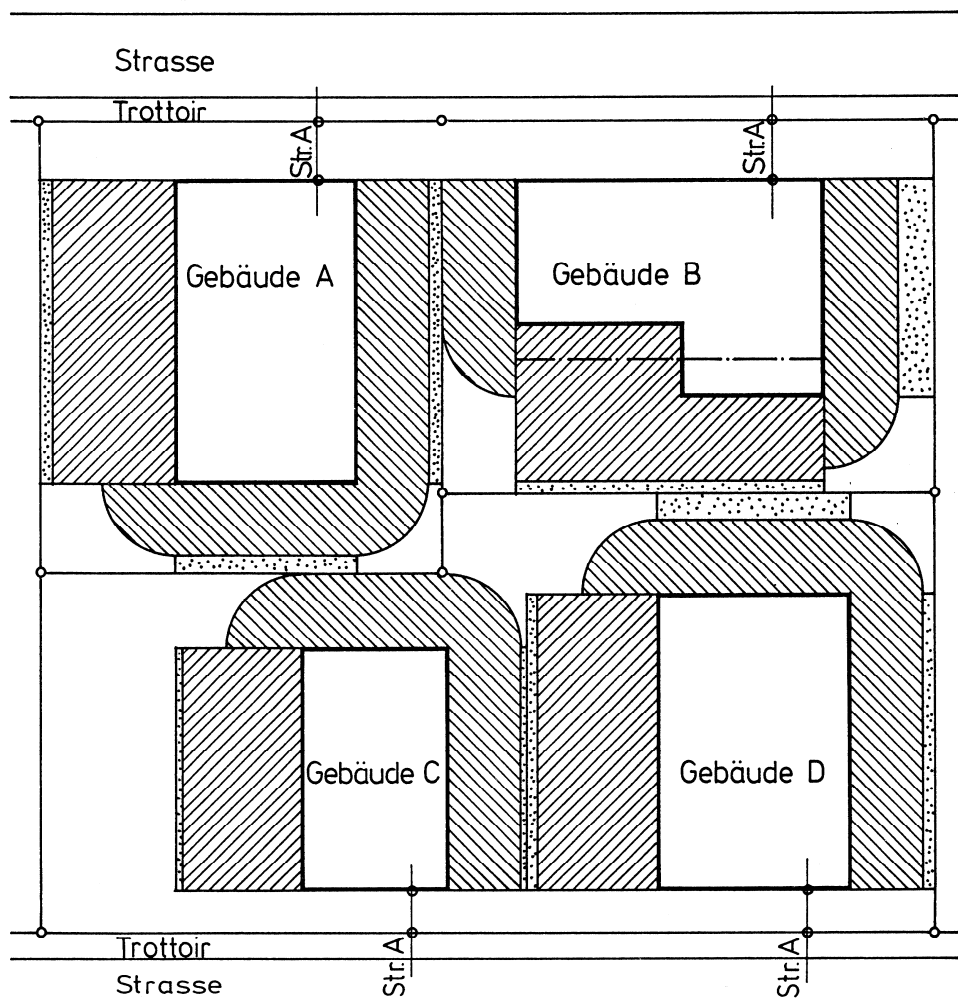 Strasse
Trottoir
Str.A
Str.A
Gebäude A
Gebäude B
Gebäude C
Gebäude D
Trottoir
Str. A
Str. A
Strasse